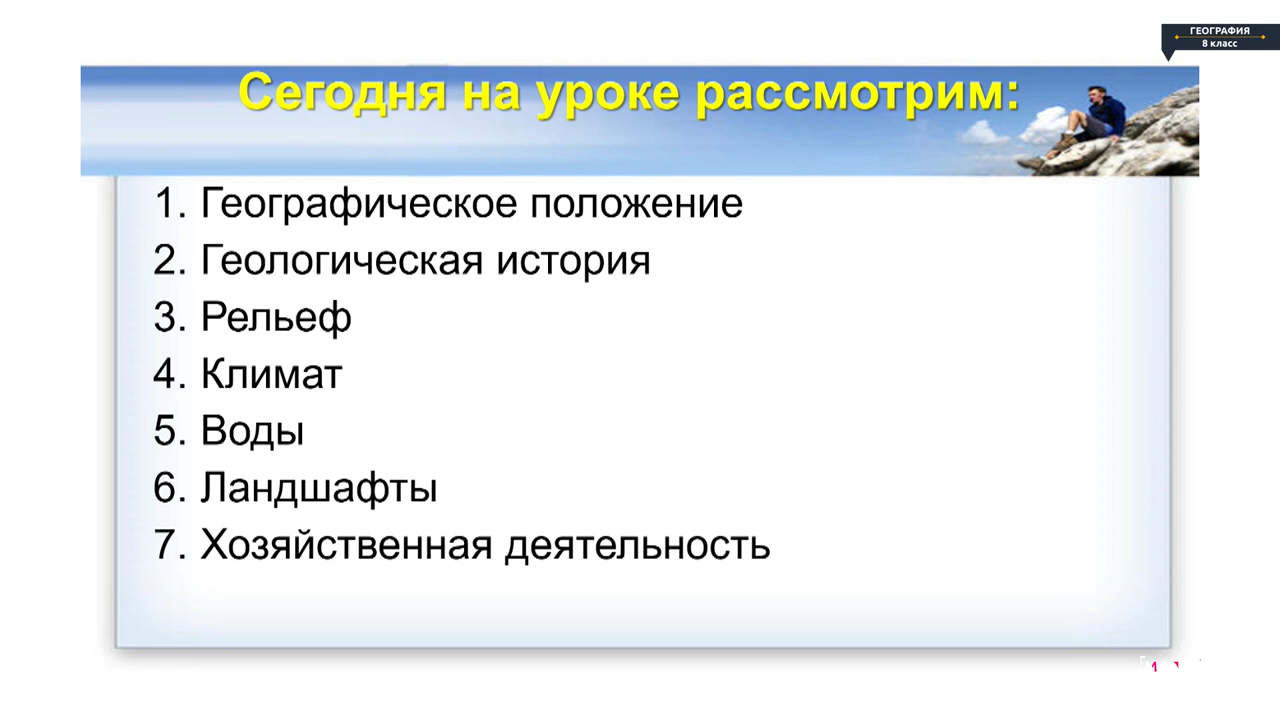 ГЕОГРАФИЯ
8 класс
Сегодня на уроке рассмотрим:
1. Географическое положение
2. Геологическая история
3. Рельеф
4. Климат
5. Воды
6. Ландшафты
7. Хозяйственная деятельность